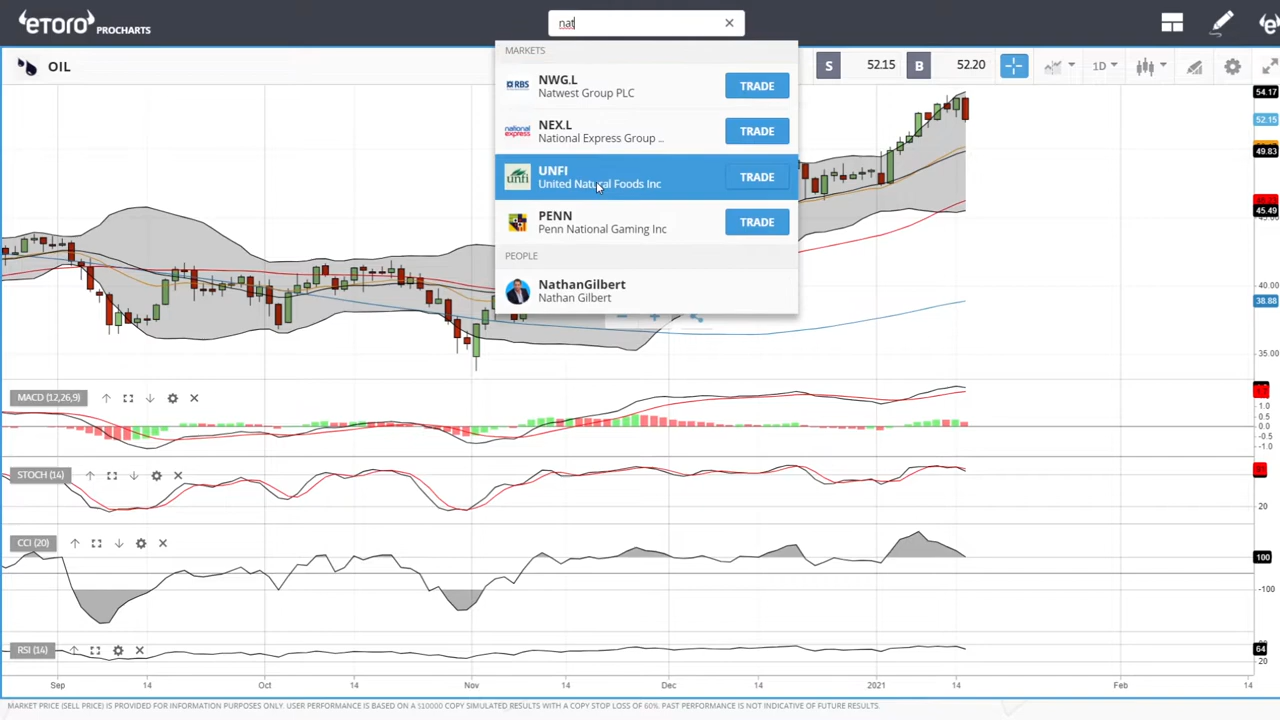 eToro PROCHARTS
nat
OIL
S 52.15 B 52.20 1D
MARKETS
RBS NWG.L TRADE
Natwest Group PLC
national express NEX.L TRADE
National Express Group ..
unfi UNFI TRADE
United Natural Foods Inc
PENN TRADE
Penn National Gaming Inc
PEOPLE
NathanGilbert
Nathan Gilbert
54.17
52.15
49.83
45.49
40.00
38.88
35.00
MACD (12,26,9)
1.0
0.5
0.0
-0.5
-1.0
STOCH (14)
20
CCI (20)
100
-100
RSI (14)
64
20
Sep 14 Oct 14 Nov 14 Dec 14 2021 14 Feb 14
MARKET PRICE (SELL PRICE) IS PROVIDED FOR INFORMATION PURPOSES ONLY. USER PERFORMANCE IS BASED ON A $10000 COPY SIMULATED RESULTS WITH A COPY STOP LOSS OF 60%. PAST PERFORMANCE IS NOT INDICATIVE OF FUTURE RESULTS.